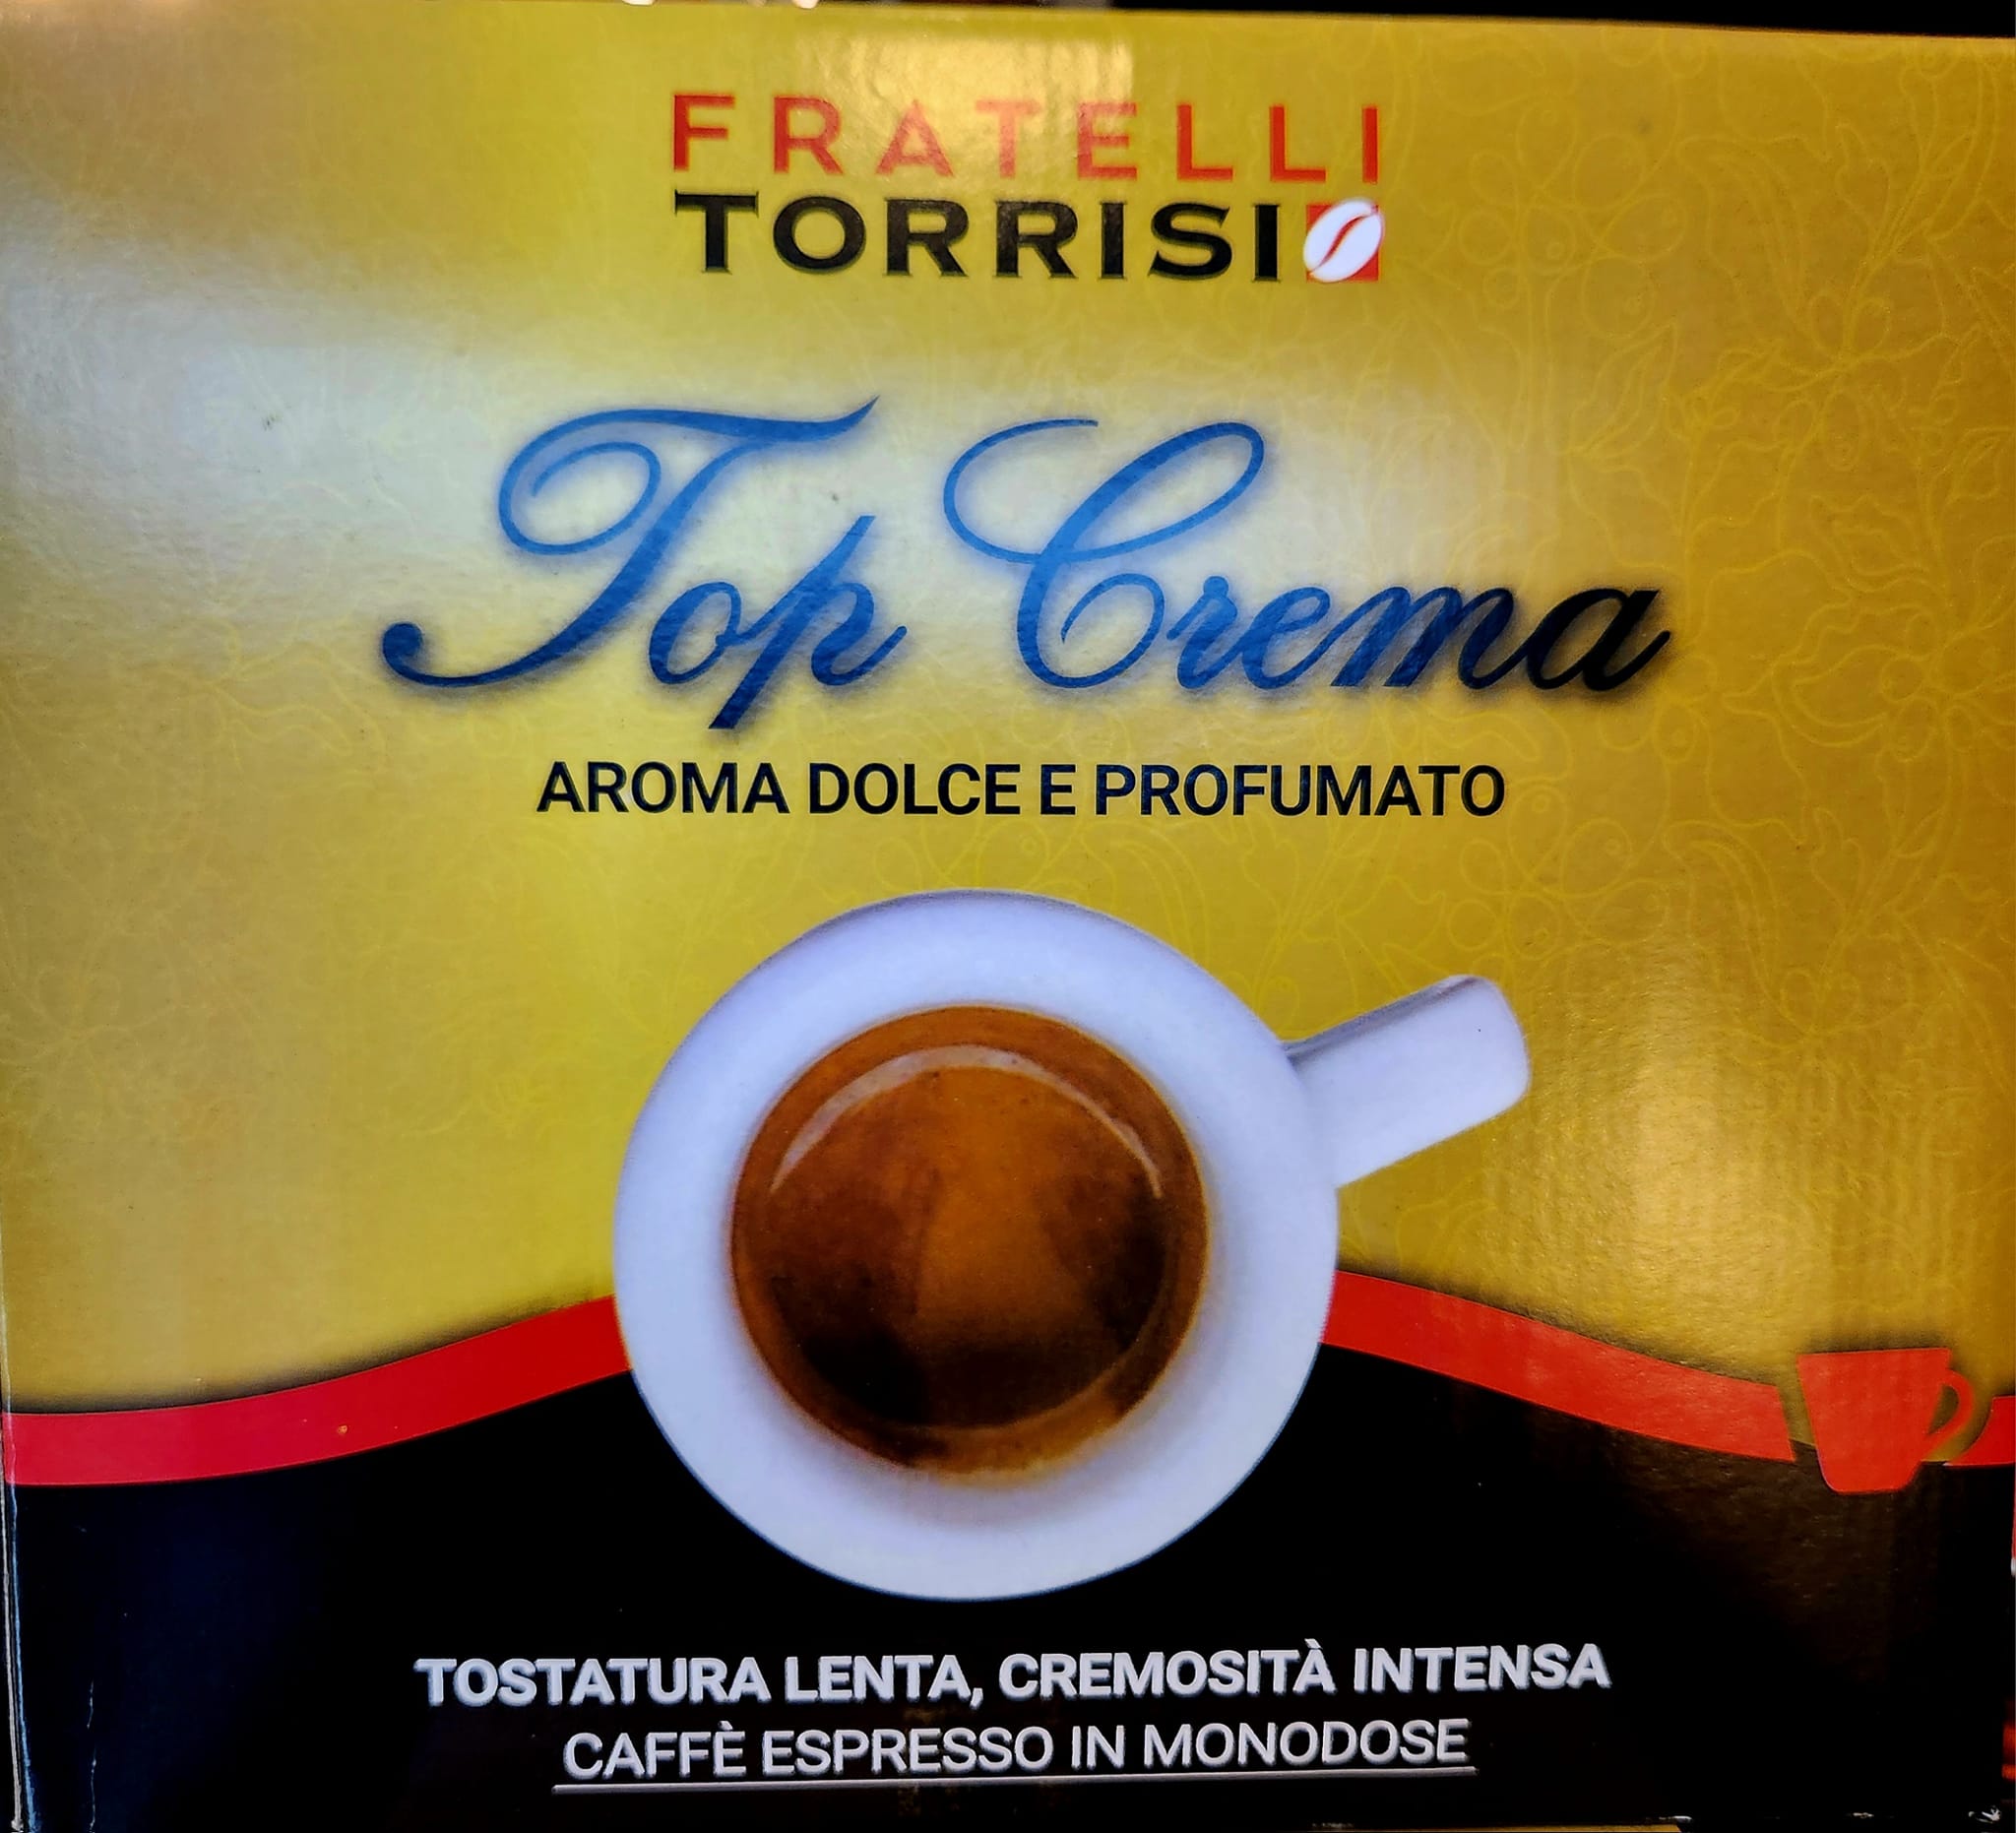 FRATELLI
TORRISI
Top Crema
AROMA DOLCE E PROFUMATO
TOSTATURA LENTA, CREMOSITÀ INTENSA
CAFFÈ ESPRESSO IN MONODOSE